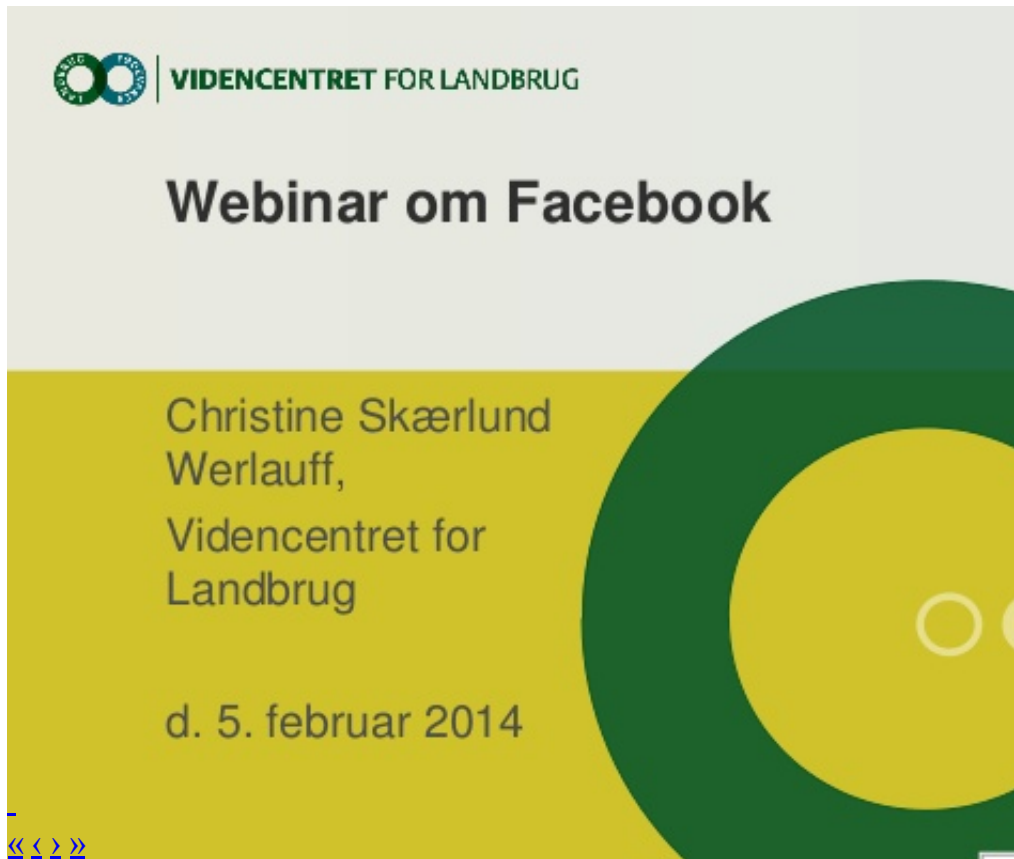 VIDENCENTRET FOR LANDBRUG
Webinar om Facebook
Christine Skærlund
Werlauff,
Videncentret for
Landbrug
d. 5. februar 2014
« ‹ › »